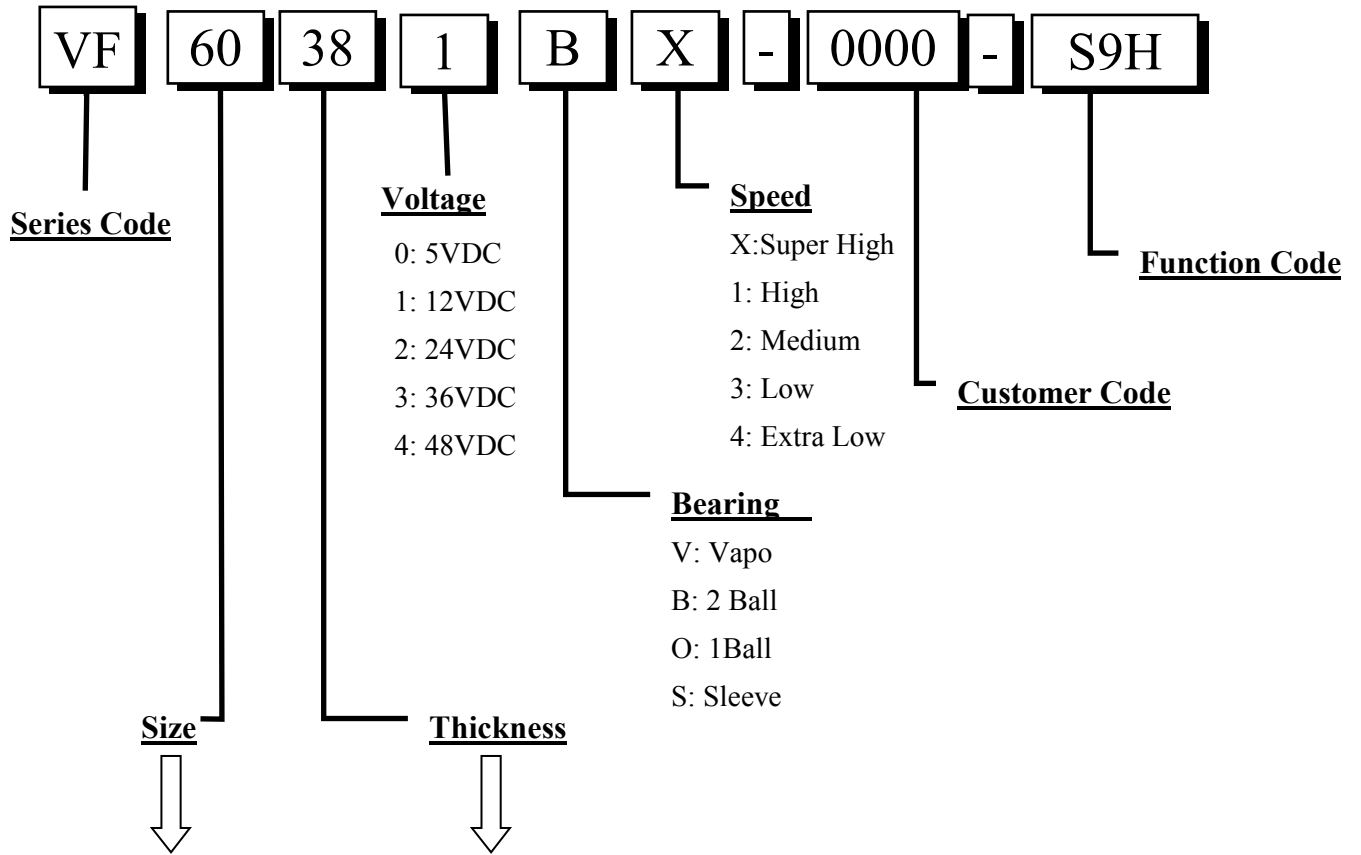 VF 60 38 1 B X - 0000 - S9H
Series Code
Voltage
0: 5VDC
1: 12VDC
2: 24VDC
3: 36VDC
4: 48VDC
Speed
X:Super High
1: High
2: Medium
3: Low
4: Extra Low
Function Code
Customer Code
Bearing
V: Vapo
B: 2 Ball
O: 1Ball
S: Sleeve
Size
Thickness